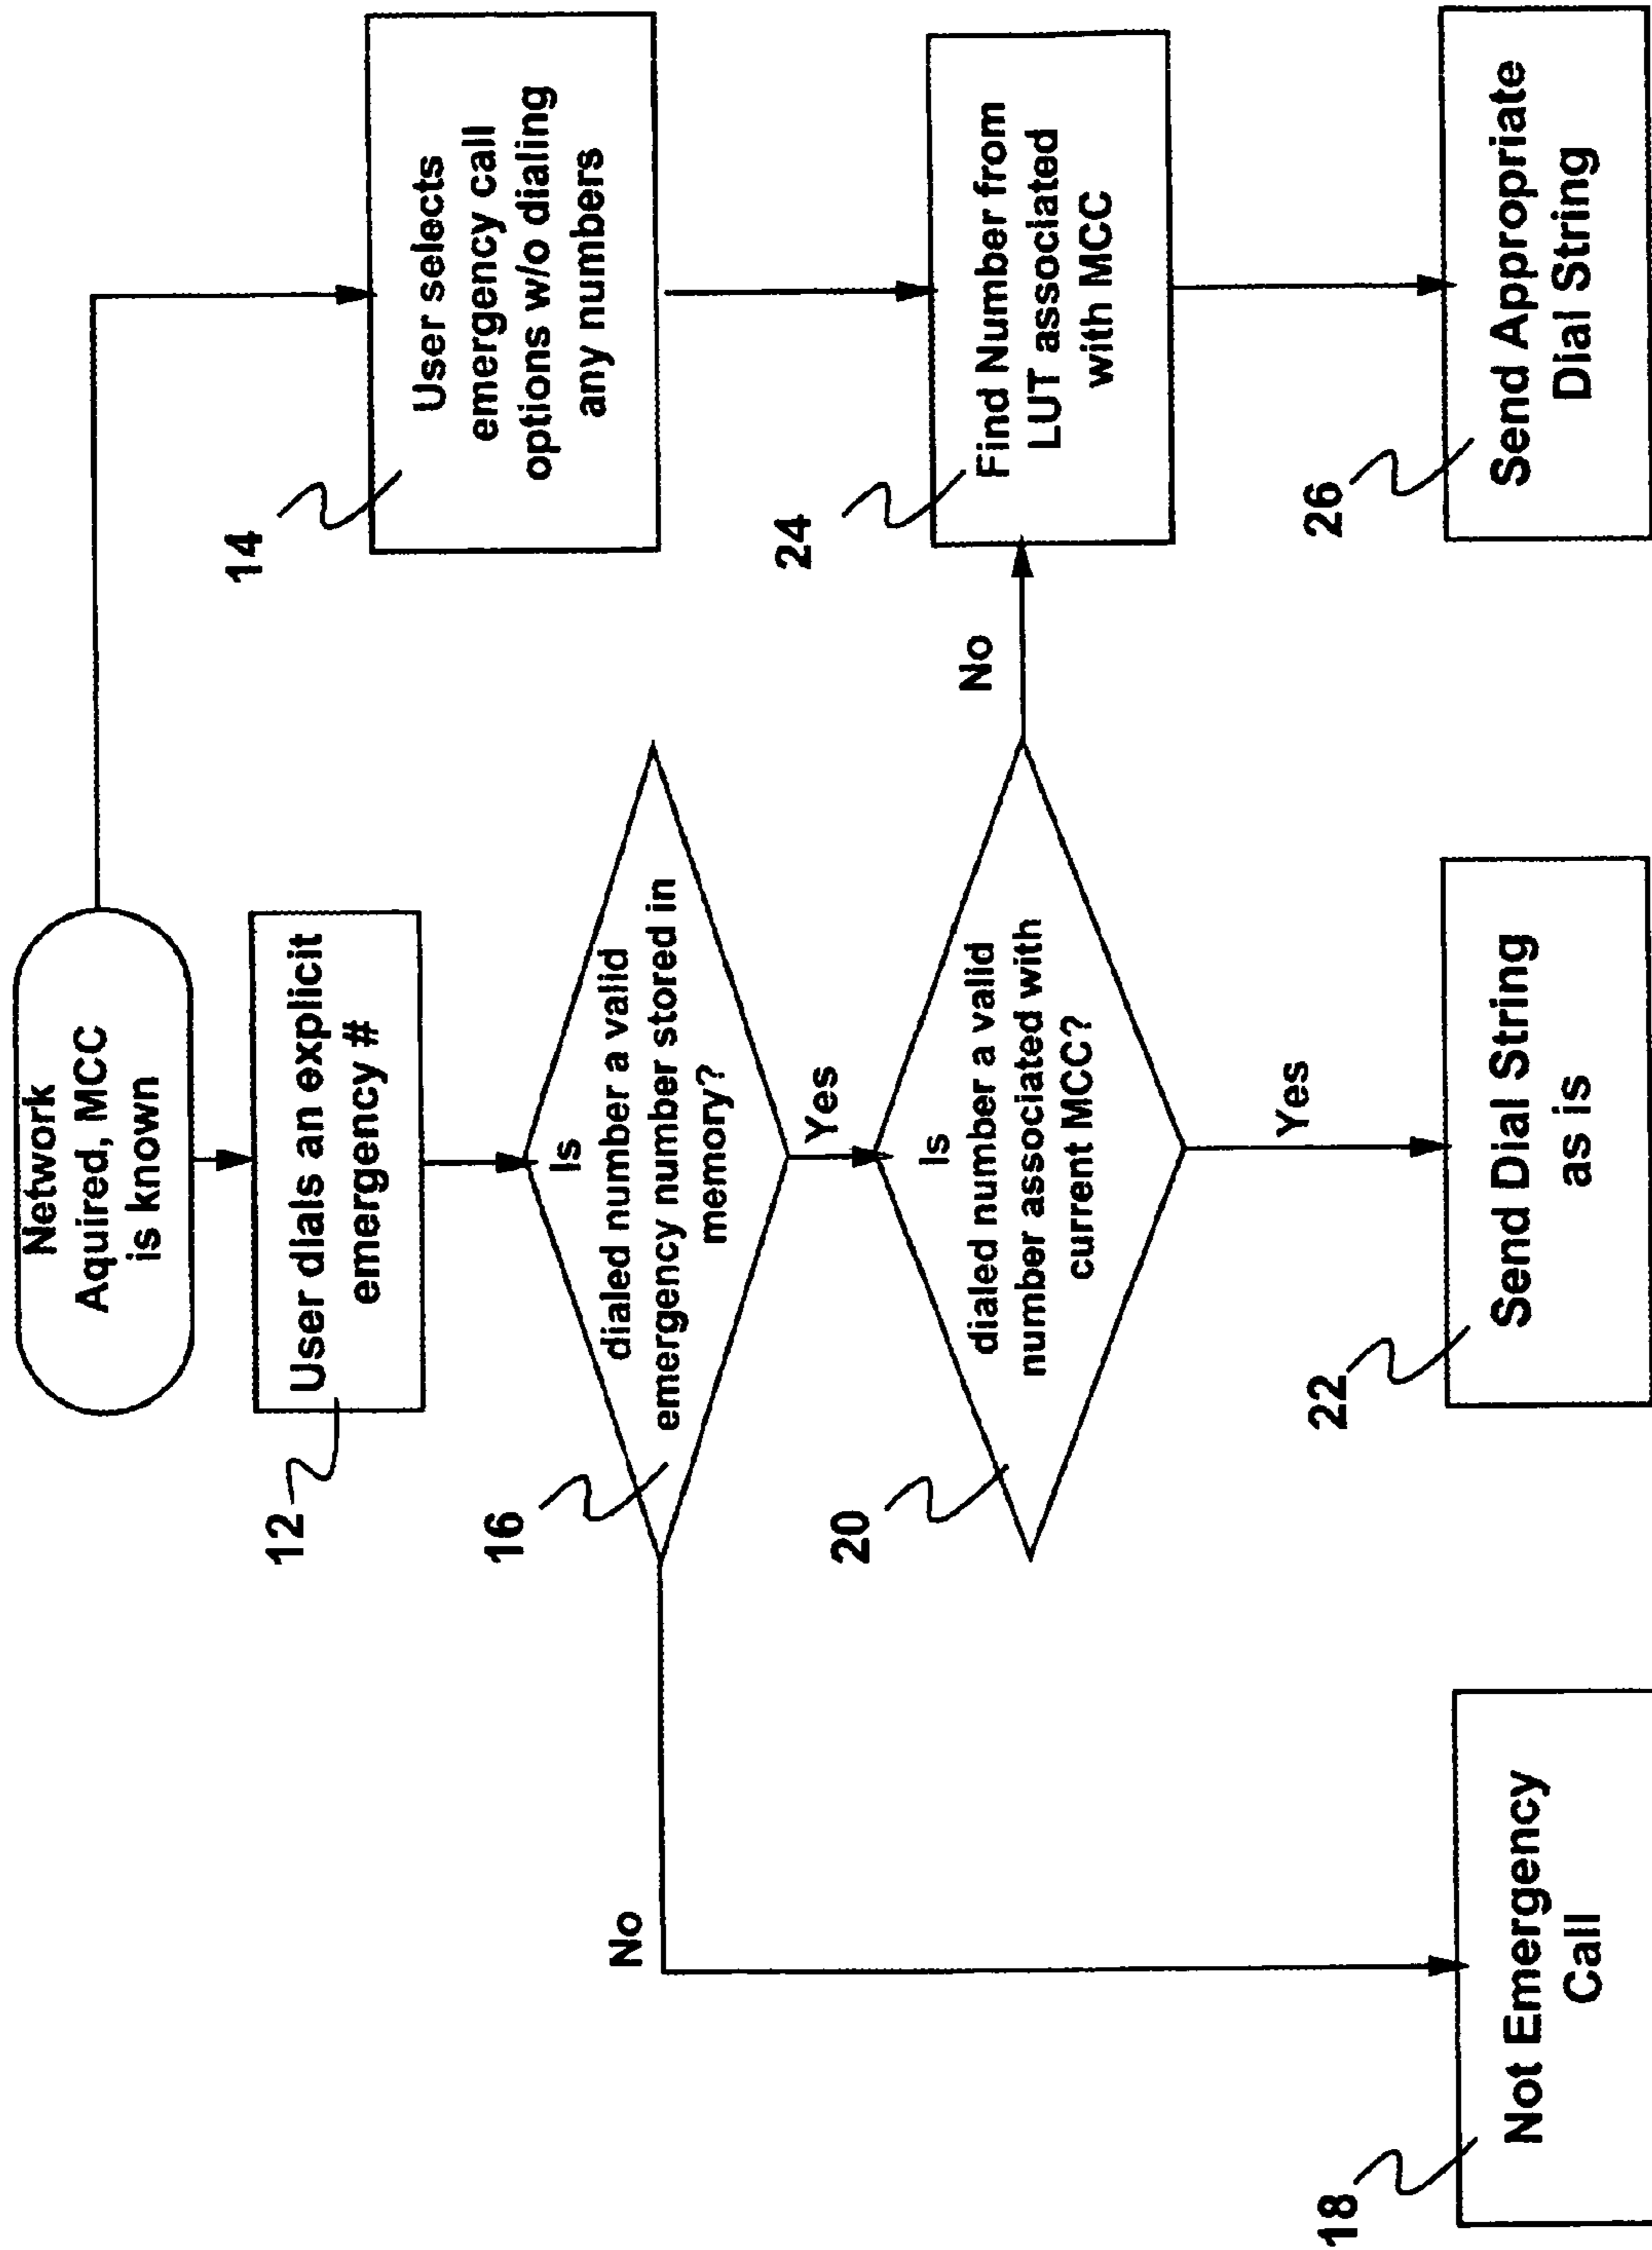 Network
Aquired, MCC
is known
12
User dials an explicit
emergency #
14
User selects
emergency call
options w/o dialing
any numbers
16
Is
dialed number a valid
emergency number stored in
memory?
No
Yes
20
Is
dialed number a valid
number associated with
current MCC?
No
24
Find Number from
LUT associated
with MCC
Yes
18
Not Emergency
Call
22
Send Dial String
as is
26
Send Appropriate
Dial String